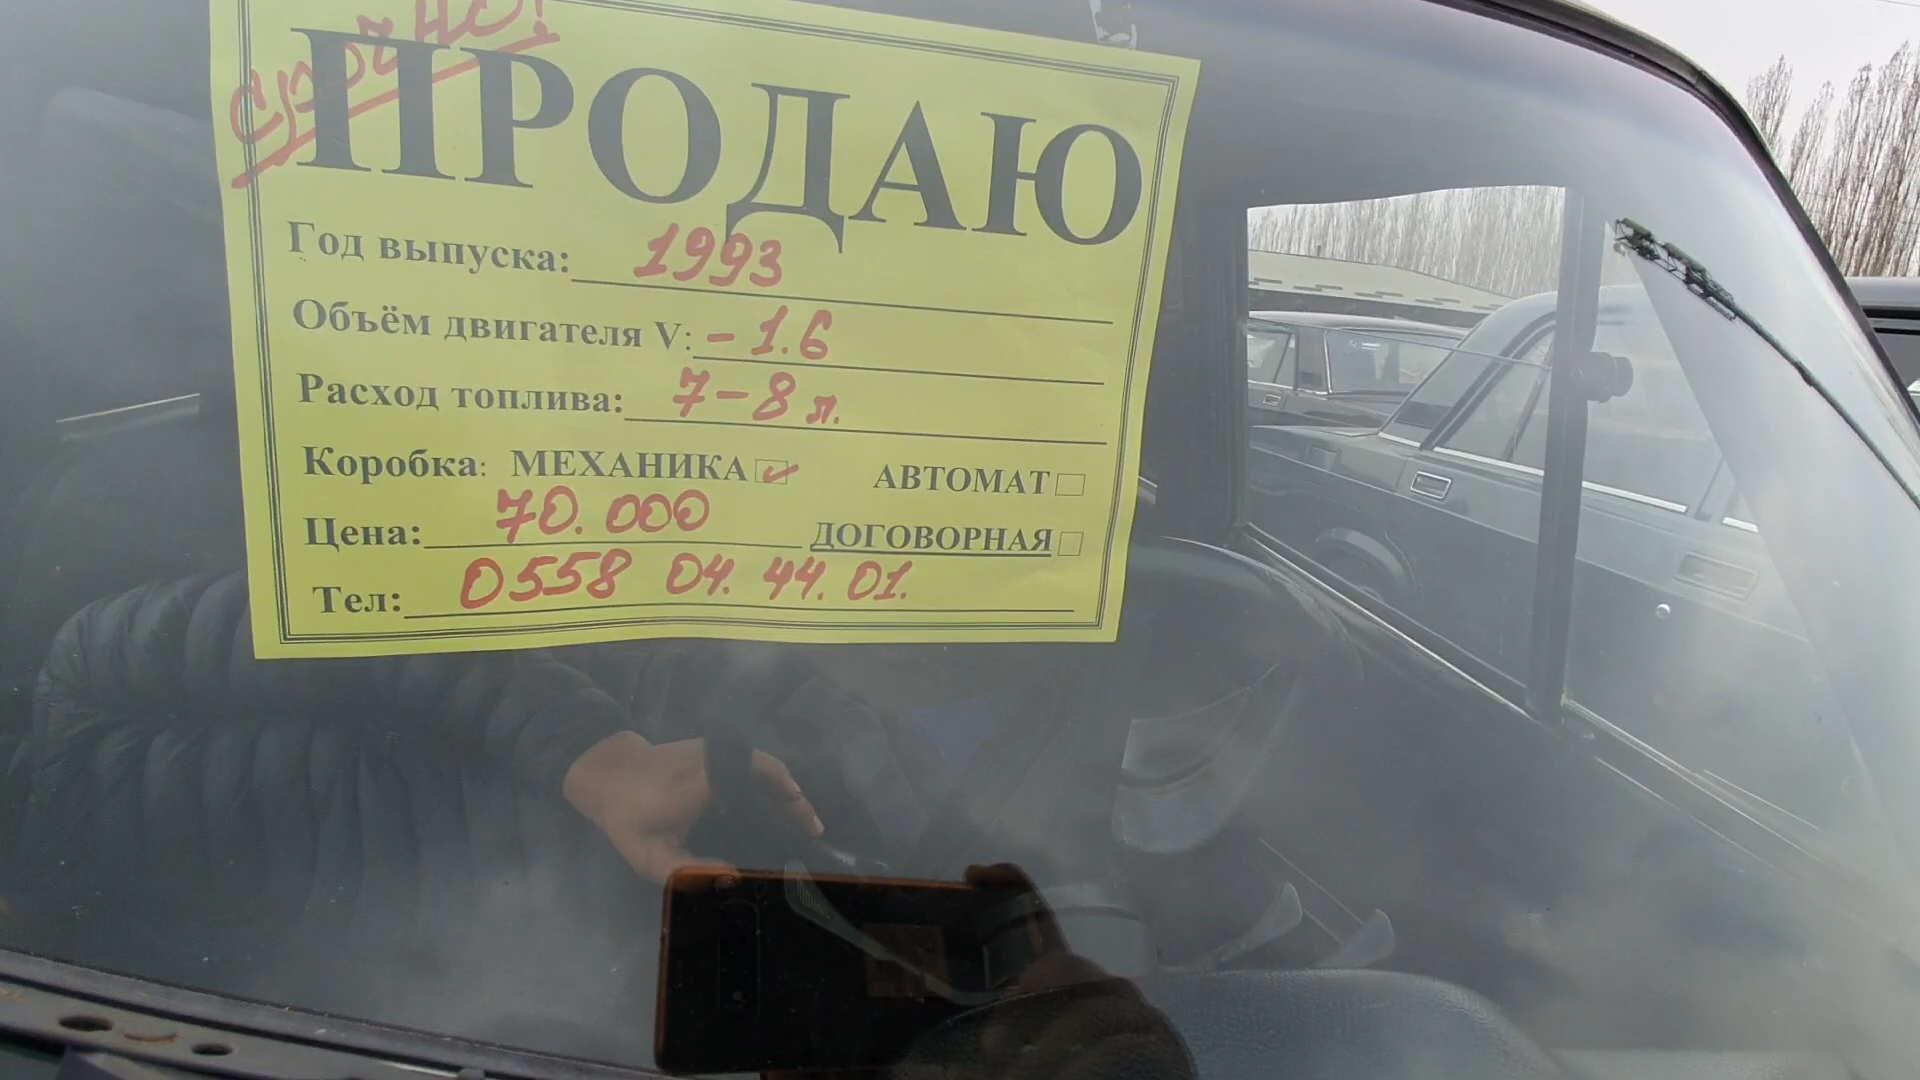 СРОЧНО!
ПРОДАЮ
Год выпуска: 1993
Объём двигателя V: - 1.6
Расход топлива: 7-8 л.
Коробка: МЕХАНИКА АВТОМАТ
Цена: 70.000 ДОГОВОРНАЯ
Тел: 0558 04. 44. 01.